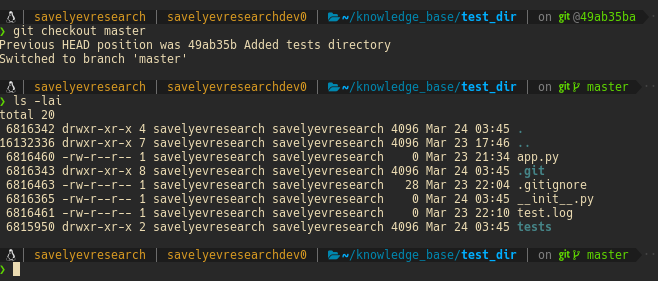 savelyevresearch | savelyevresearchdev0 | ~/knowledge_base/test_dir | on git@49ab35ba
❯ git checkout master
Previous HEAD position was 49ab35b Added tests directory
Switched to branch 'master'
savelyevresearch | savelyevresearchdev0 | ~/knowledge_base/test_dir | on git master
❯ ls -lai
total 20
 6816342 drwxr-xr-x 4 savelyevresearch savelyevresearch 4096 Mar 24 03:45 .
16132336 drwxr-xr-x 7 savelyevresearch savelyevresearch 4096 Mar 23 17:46 ..
 6816460 -rw-r--r-- 1 savelyevresearch savelyevresearch    0 Mar 23 21:34 app.py
 6816343 drwxr-xr-x 8 savelyevresearch savelyevresearch 4096 Mar 24 03:45 .git
 6816463 -rw-r--r-- 1 savelyevresearch savelyevresearch   28 Mar 23 22:04 .gitignore
 6816365 -rw-r--r-- 1 savelyevresearch savelyevresearch    0 Mar 24 03:45 __init__.py
 6816461 -rw-r--r-- 1 savelyevresearch savelyevresearch    0 Mar 23 22:10 test.log
 6815950 drwxr-xr-x 2 savelyevresearch savelyevresearch 4096 Mar 24 03:45 tests
savelyevresearch | savelyevresearchdev0 | ~/knowledge_base/test_dir | on git master
❯